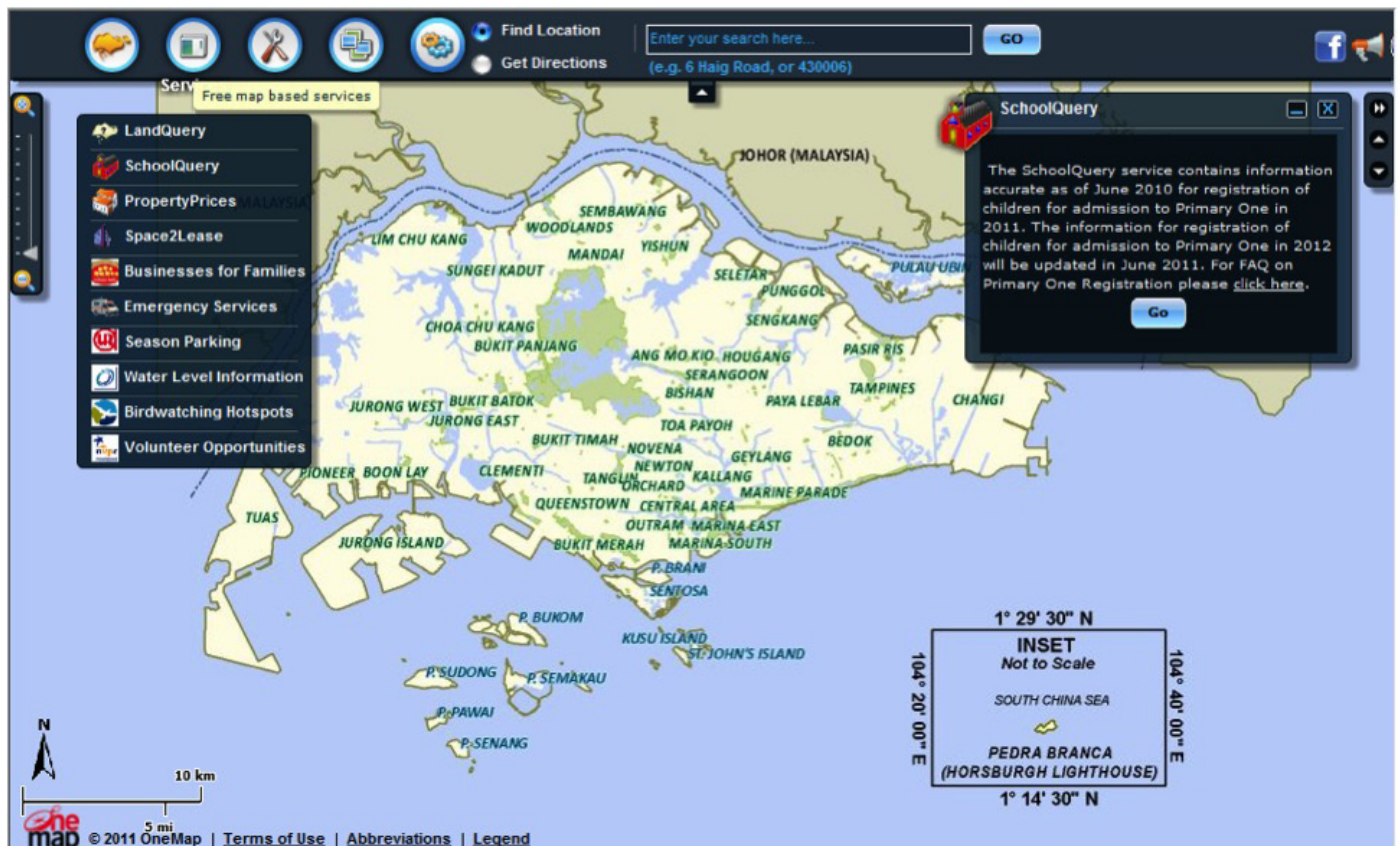 Find Location
Enter your search here...
GO
Get Directions
(e.g. 6 Haig Road, or 430006)
f
Serv
Free map based services
LandQuery
SchoolQuery
PropertyPrices
Space2Lease
Businesses for Families
Emergency Services
Season Parking
Water Level Information
Birdwatching Hotspots
Volunteer Opportunities
MALAYSIA
JOHOR (MALAYSIA)
SchoolQuery
The SchoolQuery service contains information
accurate as of June 2010 for registration of
children for admission to Primary One in
2011. The information for registration of
children for admission to Primary One in 2012
will be updated in June 2011. For FAQ on
Primary One Registration please click here.
Go
SEMBAWANG
WOODLANDS
LIM CHU KANG
YISHUN
MANDAI
SUNGEI KADUT
SELETAR
PULAU UBIN
PUNGGOL
SENGKANG
CHOA CHU KANG
BUKIT PANJANG
ANG MO KIO
HOUGANG
PASIR RIS
SERANGOON
BISHAN
TAMPINES
JURONG WEST
BUKIT BATOK
PAYA LEBAR
CHANGI
JURONG EAST
TOA PAYOH
BUKIT TIMAH
BEDOK
NOVENA
GEYLANG
NEWTON
PIONEER
BOON LAY
CLEMENTI
TANGLIN
KALLANG
ORCHARD
MARINE PARADE
QUEENSTOWN
CENTRAL AREA
TUAS
OUTRAM
MARINA EAST
JURONG ISLAND
BUKIT MERAH
MARINA SOUTH
P. BRANI
SENTOSA
P. BUKOM
KUSU ISLAND
ST. JOHN'S ISLAND
P. SUDONG
P. SEMAKAU
P. PAWAI
P. SENANG
1° 29' 30" N
INSET
Not to Scale
104° 20' 00" E
104° 40' 00" E
SOUTH CHINA SEA
PEDRA BRANCA
(HORSBURGH LIGHTHOUSE)
1° 14' 30" N
N
10 km
5 mi
One map © 2011 OneMap | Terms of Use | Abbreviations | Legend